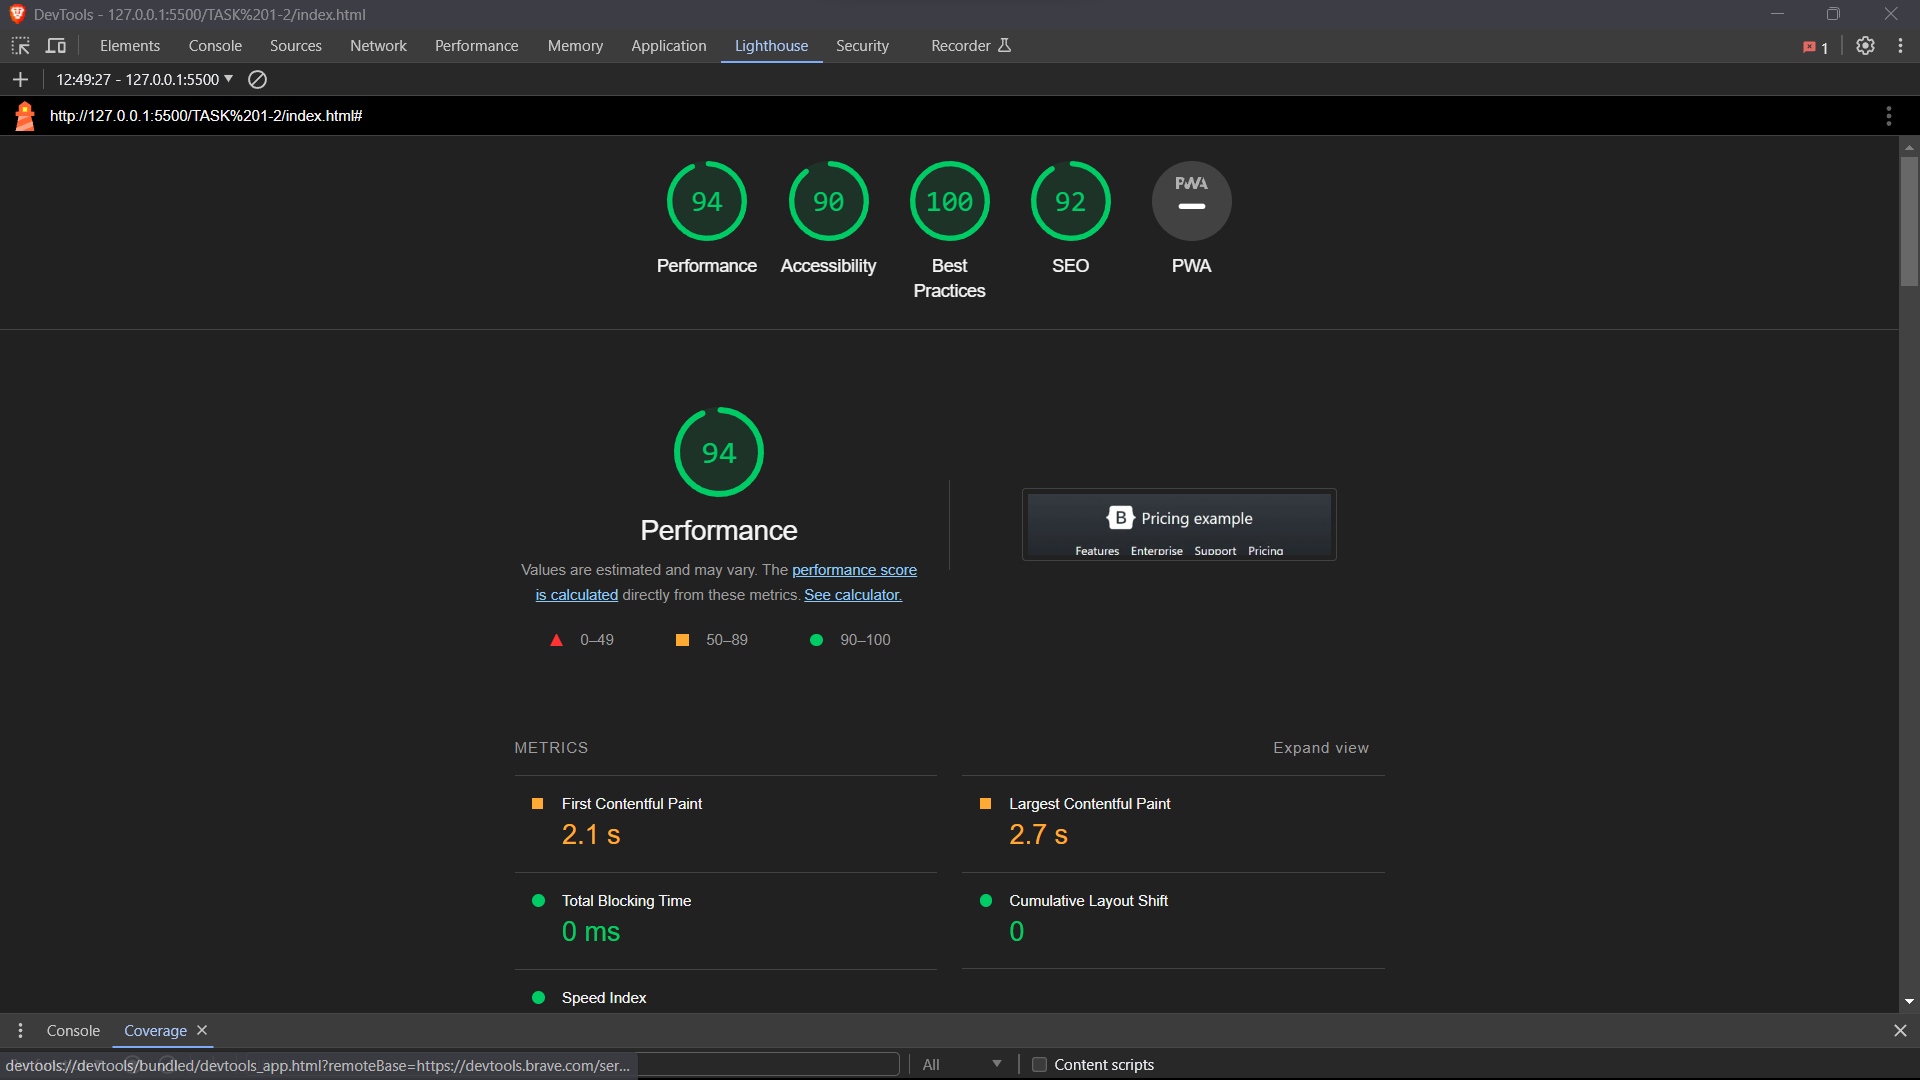 DevTools - 127.0.0.1:5500/TASK%201-2/index.html
Elements Console Sources Network Performance Memory Application Lighthouse Security Recorder 1
12:49:27 - 127.0.0.1:5500
http://127.0.0.1:5500/TASK%201-2/index.html#
94 90 100 92 PWA
Performance Accessibility Best Practices SEO PWA
94
Performance
Values are estimated and may vary. The performance score
is calculated directly from these metrics. See calculator.
0–49 50–89 90–100
B Pricing example
Features Enterprise Support Pricing
METRICS Expand view
First Contentful Paint
2.1 s
Largest Contentful Paint
2.7 s
Total Blocking Time
0 ms
Cumulative Layout Shift
0
Speed Index
Console Coverage
devtools://devtools/bundled/devtools_app.html?remoteBase=https://devtools.brave.com/ser... All Content scripts